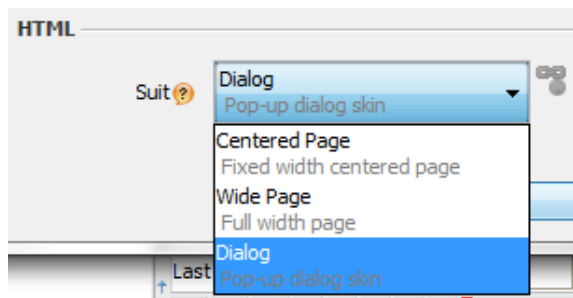 HTML
Suit
Dialog
Pop-up dialog skin
Centered Page
Fixed width centered page
Wide Page
Full width page
Dialog
Pop-up dialog skin
Last